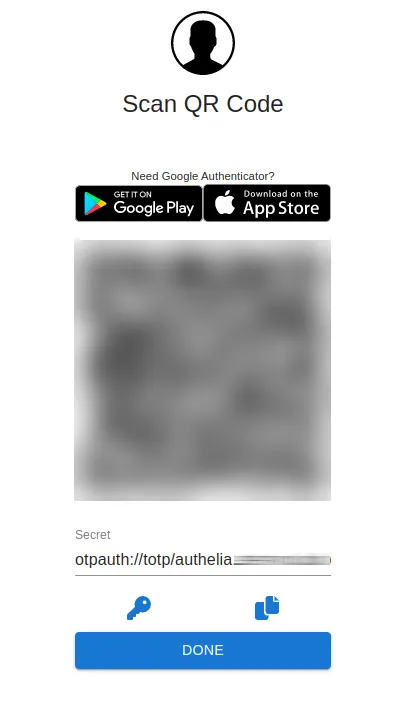 Scan QR Code
Need Google Authenticator?
GET IT ON
Google Play
Download on the
App Store
Secret
otpauth://totp/authelia
DONE